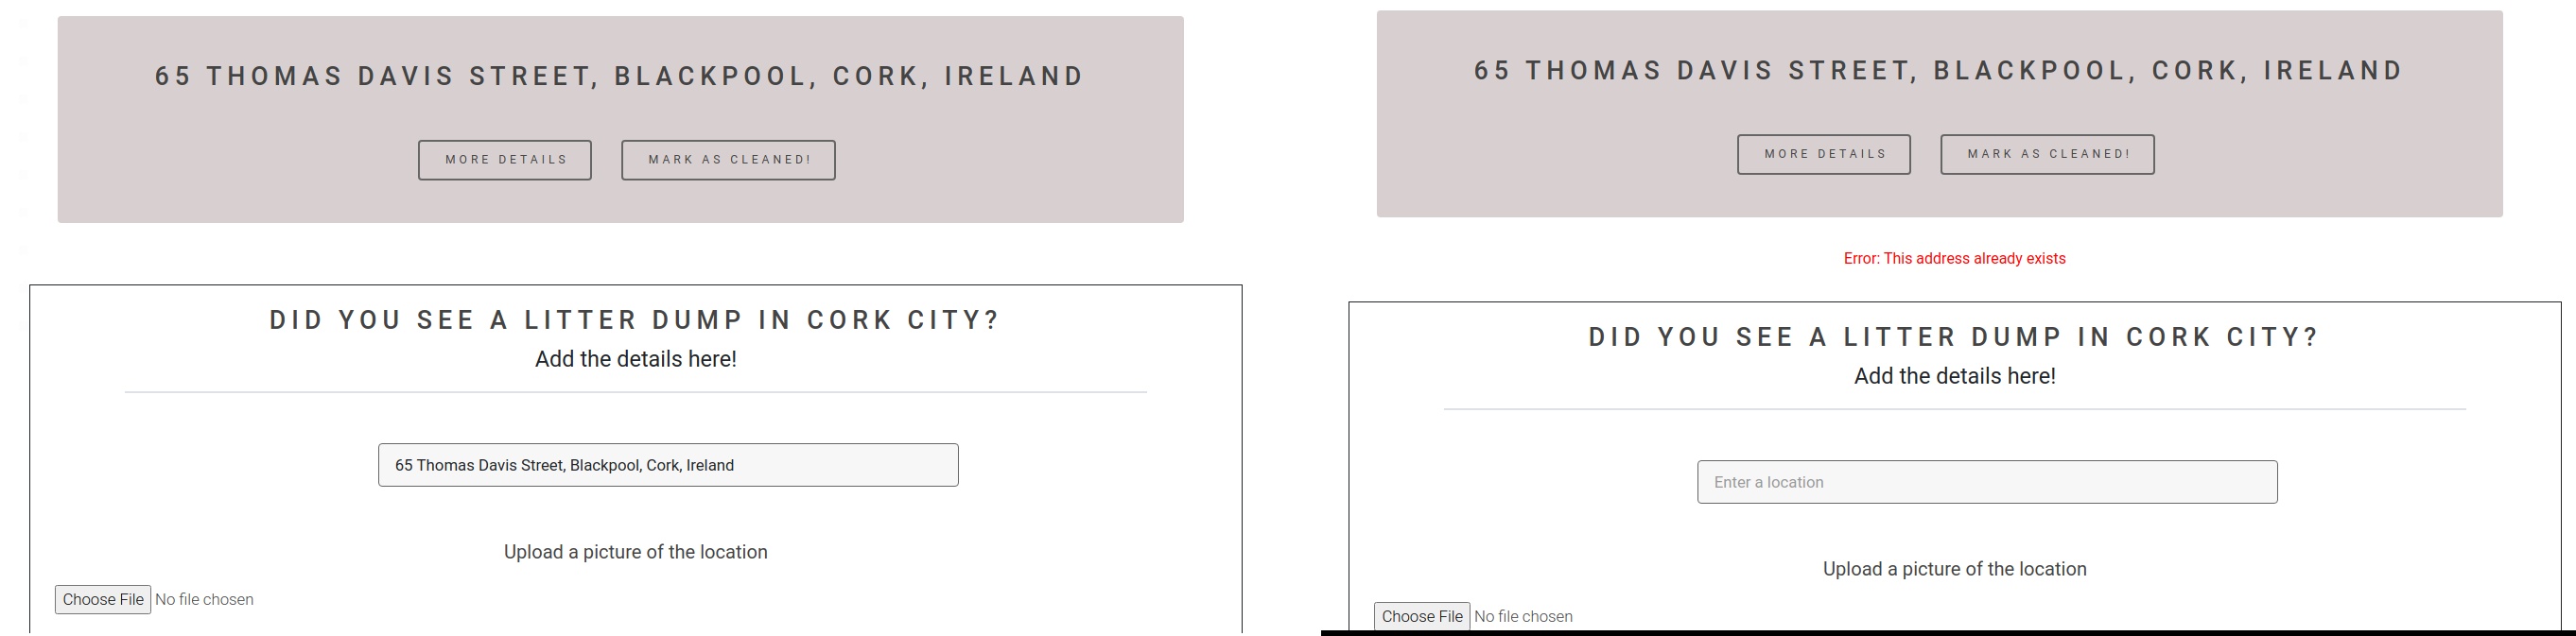 65 THOMAS DAVIS STREET, BLACKPOOL, CORK, IRELAND
MORE DETAILS
MARK AS CLEANED!
DID YOU SEE A LITTER DUMP IN CORK CITY?
Add the details here!
65 Thomas Davis Street, Blackpool, Cork, Ireland
Upload a picture of the location
Choose File No file chosen
65 THOMAS DAVIS STREET, BLACKPOOL, CORK, IRELAND
MORE DETAILS
MARK AS CLEANED!
Error: This address already exists
DID YOU SEE A LITTER DUMP IN CORK CITY?
Add the details here!
Enter a location
Upload a picture of the location
Choose File No file chosen